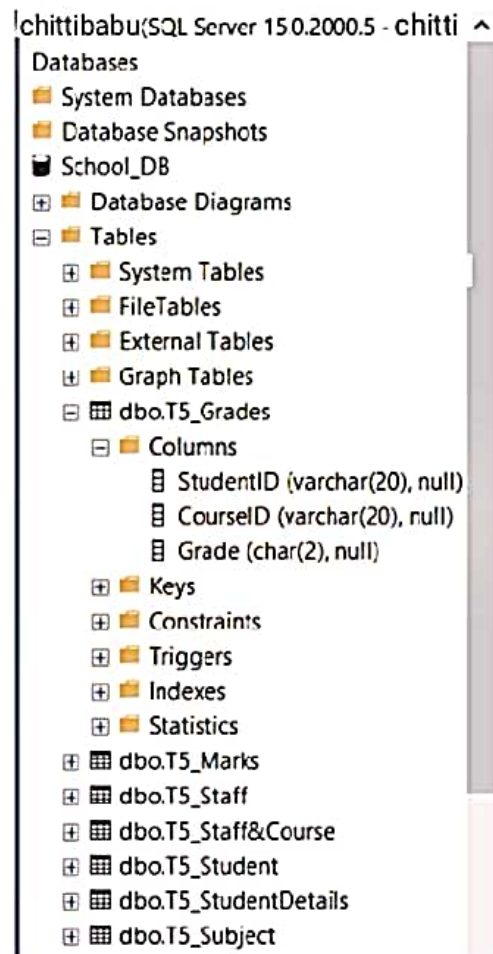 chittibabu(SQL Server 15.0.2000.5 - chitti
Databases
System Databases
Database Snapshots
School_DB
Database Diagrams
Tables
System Tables
FileTables
External Tables
Graph Tables
dbo.T5_Grades
Columns
StudentID (varchar(20), null)
CourseID (varchar(20), null)
Grade (char(2), null)
Keys
Constraints
Triggers
Indexes
Statistics
dbo.T5_Marks
dbo.T5_Staff
dbo.T5_Staff&Course
dbo.T5_Student
dbo.T5_StudentDetails
dbo.T5_Subject